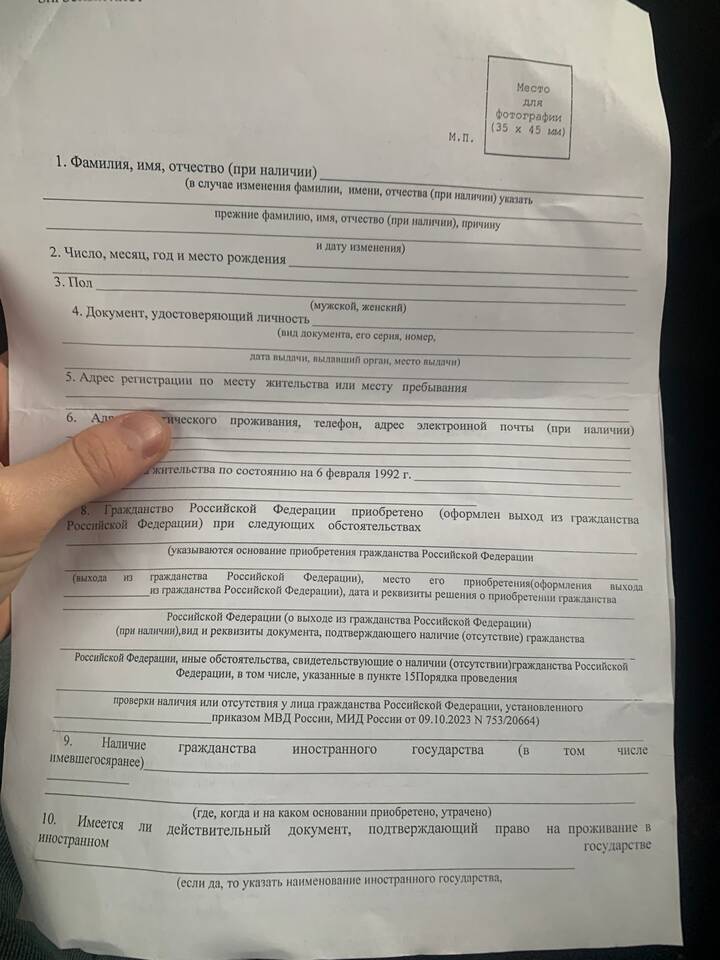 Место
для
фотографии
(35 х 45 мм)
М.П.
1. Фамилия, имя, отчество (при наличии)
(в случае изменения фамилии, имени, отчества (при наличии) указать
прежние фамилию, имя, отчество (при наличии), причину
и дату изменения)
2. Число, месяц, год и место рождения
3. Пол
(мужской, женский)
4. Документ, удостоверяющий личность
(вид документа, его серия, номер,
дата выдачи, выдавший орган, место выдачи)
5. Адрес регистрации по месту жительства или месту пребывания
6. проживания, телефон, адрес электронной почты (при наличии)
жительства по состоянию на 6 февраля 1992 г.
8. Гражданство Российской Федерации приобретено (оформлен выход из гражданства
Российской Федерации) при следующих обстоятельствах
(указываются основание приобретения гражданства Российской Федерации
(выхода из гражданства Российской Федерации), место его приобретения(оформления выхода
из гражданства Российской Федерации), дата и реквизиты решения о приобретении гражданства
Российской Федерации (о выходе из гражданства Российской Федерации)
(при наличии),вид и реквизиты документа, подтверждающего наличие (отсутствие) гражданства
Российской Федерации, иные обстоятельства, свидетельствующие о наличии (отсутствии)гражданства Российской
Федерации, в том числе, указанные в пункте 15Порядка проведения
проверки наличия или отсутствия у лица гражданства Российской Федерации, установленного
приказом МВД России, МИД России от 09.10.2023 N 753/20664)
9. Наличие гражданства иностранного государства (в том числе
имевшегосяранее)
(где, когда и на каком основании приобретено, утрачено)
10. Имеется ли действительный документ, подтверждающий право на проживание в
иностранном государстве
(если да, то указать наименование иностранного государства,